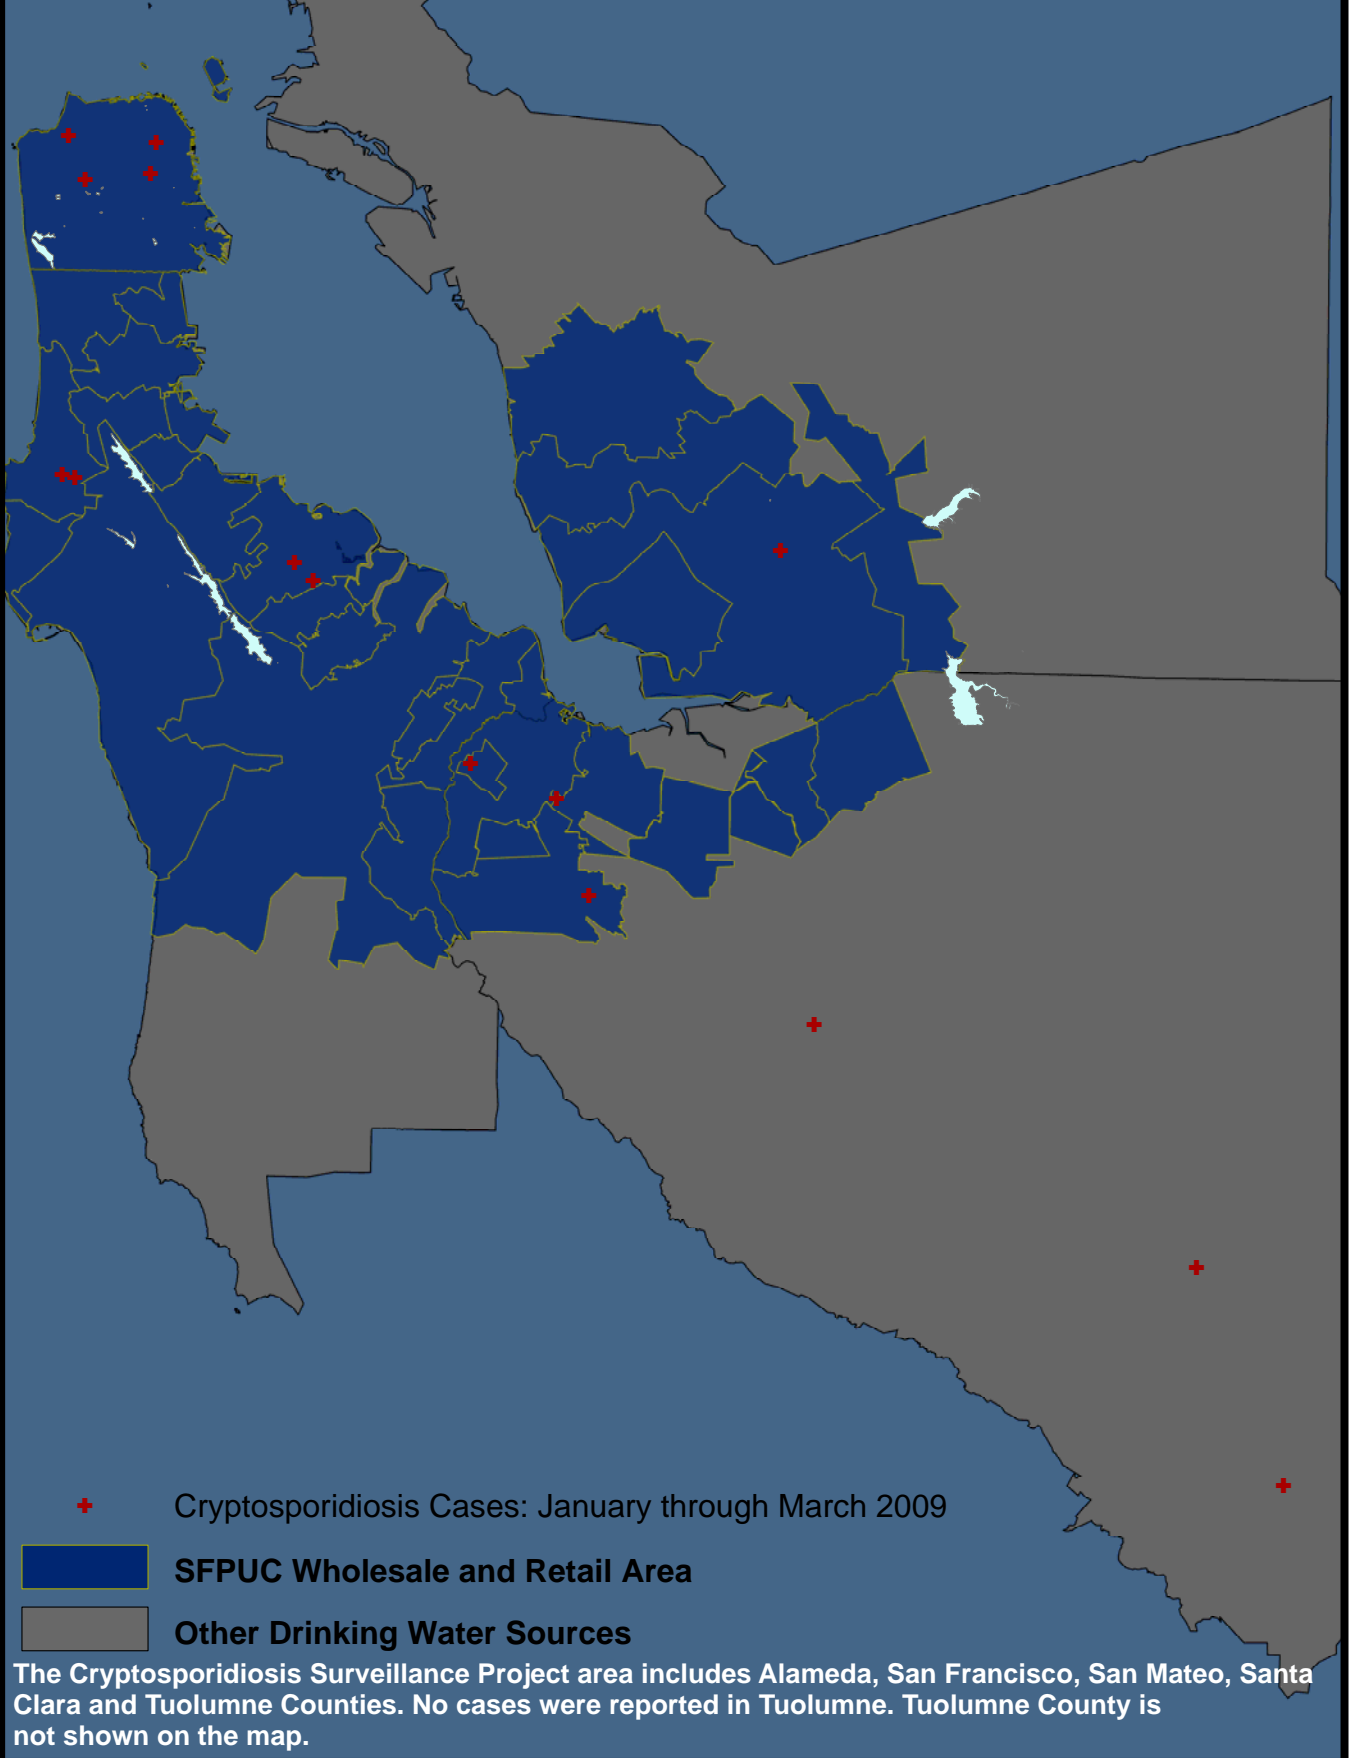 Cryptosporidiosis Cases: January through March 2009
SFPUC Wholesale and Retail Area
Other Drinking Water Sources
The Cryptosporidiosis Surveillance Project area includes Alameda, San Francisco, San Mateo, Santa
Clara and Tuolumne Counties. No cases were reported in Tuolumne. Tuolumne County is
not shown on the map.